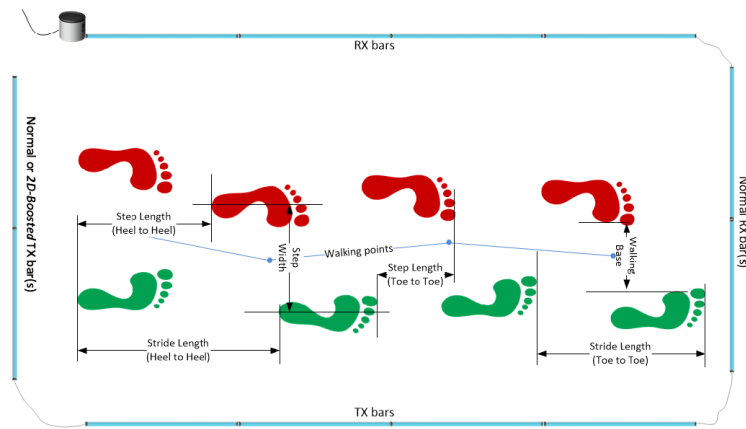 RX bars
Normal or 2D-Boosted TX bar(s)
Normal RX bar(s)
Step Length
(Heel to Heel)
Step
Width
Walking points
Walking
Base
Step Length
(Toe to Toe)
Stride Length
(Heel to Heel)
Stride Length
(Toe to Toe)
TX bars